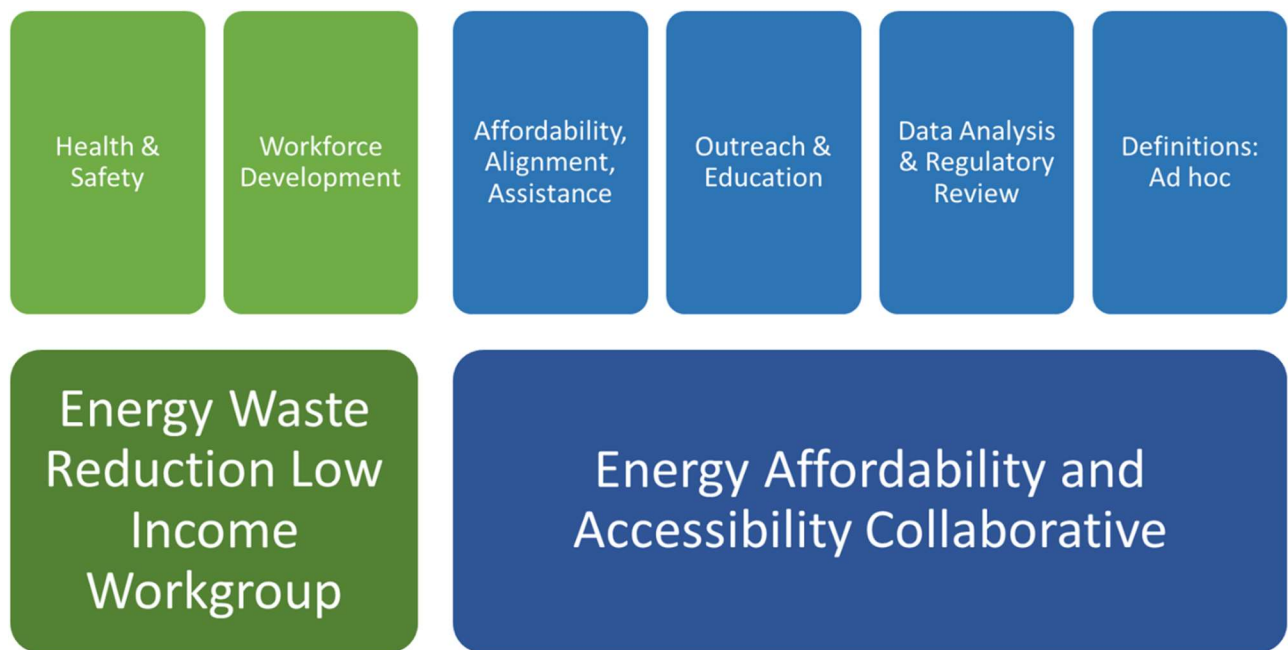 Health &
Safety
Workforce
Development
Affordability,
Alignment,
Assistance
Outreach &
Education
Data Analysis
& Regulatory
Review
Definitions:
Ad hoc
Energy Waste
Reduction Low
Income
Workgroup
Energy Affordability and
Accessibility Collaborative